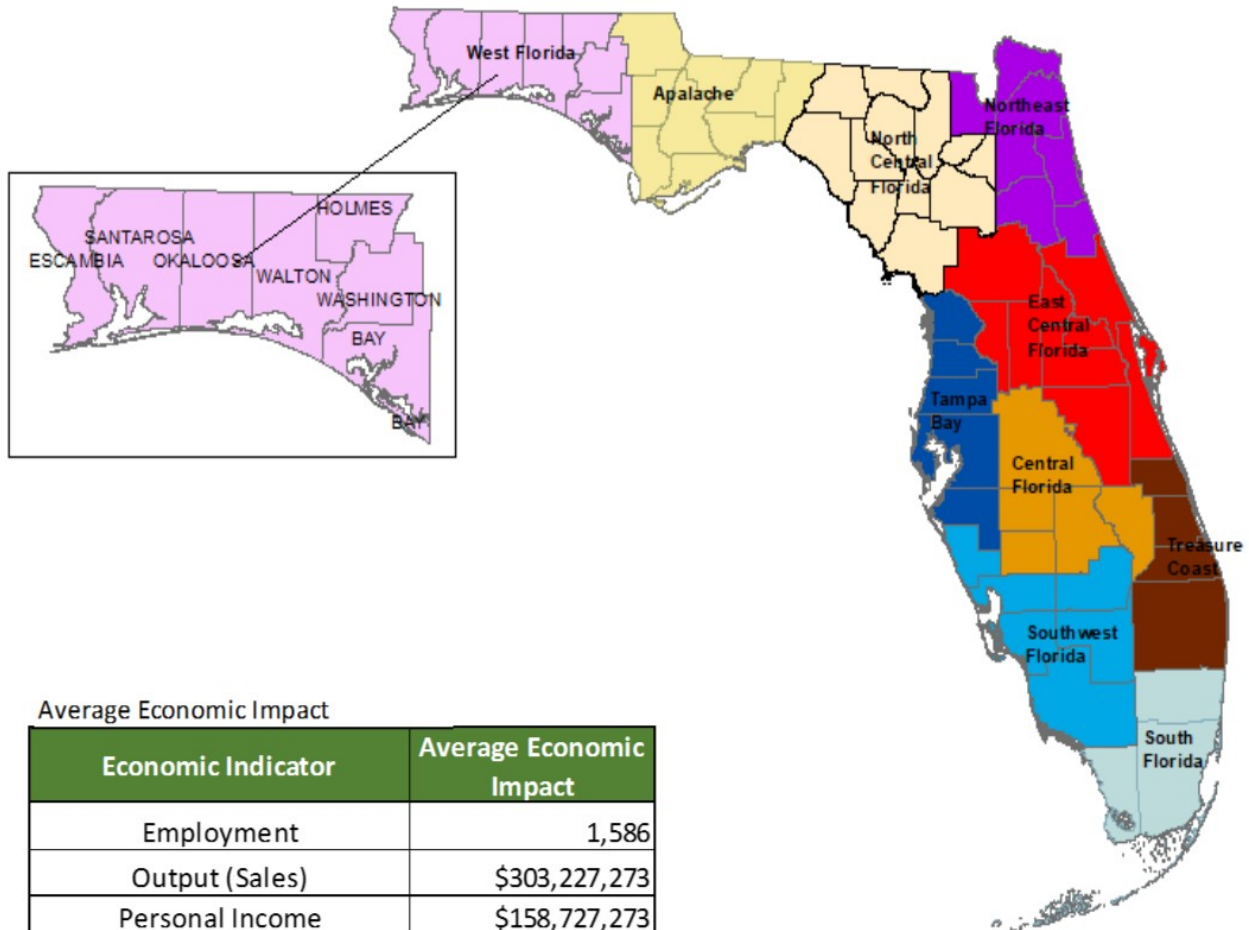 West Florida
Apalache
North
Central
Florida
Northeast
Florida
HOLMES
SANTAROSA
ESCAMBIA
OKALOOSA
WALTON
WASHINGTON
BAY
BAY
East
Central
Florida
Tampa
Bay
Central
Florida
Treasure
Coast
Southwest
Florida
South
Florida
Average Economic Impact
Economic Indicator
Average Economic
Impact
Employment
1,586
Output (Sales)
$303,227,273
Personal Income
$158,727,273